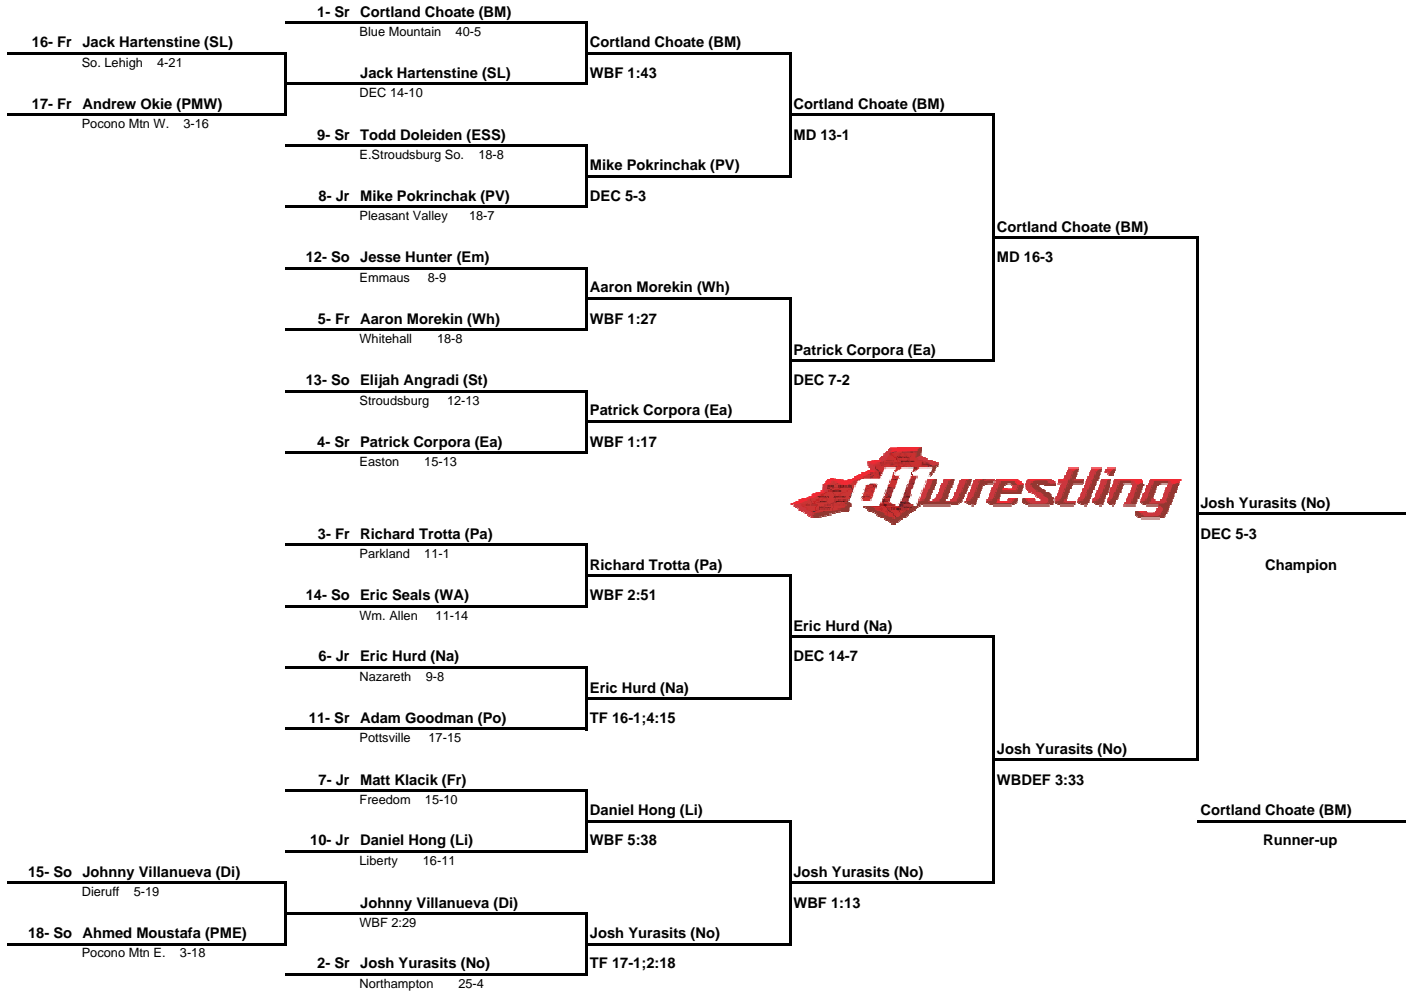 1- Sr Cortland Choate (BM)
Blue Mountain 40-5
16- Fr Jack Hartenstine (SL)
So. Lehigh 4-21
Cortland Choate (BM)
WBF 1:43
Jack Hartenstine (SL)
DEC 14-10
17- Fr Andrew Okie (PMW)
Pocono Mtn W. 3-16
Cortland Choate (BM)
MD 13-1
9- Sr Todd Doleiden (ESS)
E.Stroudsburg So. 18-8
Mike Pokrinchak (PV)
DEC 5-3
8- Jr Mike Pokrinchak (PV)
Pleasant Valley 18-7
Cortland Choate (BM)
MD 16-3
12- So Jesse Hunter (Em)
Emmaus 8-9
Aaron Morekin (Wh)
WBF 1:27
5- Fr Aaron Morekin (Wh)
Whitehall 18-8
Patrick Corpora (Ea)
DEC 7-2
13- So Elijah Angradi (St)
Stroudsburg 12-13
Patrick Corpora (Ea)
WBF 1:17
4- Sr Patrick Corpora (Ea)
Easton 15-13
d11wrestling
Josh Yurasits (No)
DEC 5-3
Champion
3- Fr Richard Trotta (Pa)
Parkland 11-1
Richard Trotta (Pa)
WBF 2:51
14- So Eric Seals (WA)
Wm. Allen 11-14
Eric Hurd (Na)
DEC 14-7
6- Jr Eric Hurd (Na)
Nazareth 9-8
Eric Hurd (Na)
TF 16-1;4:15
11- Sr Adam Goodman (Po)
Pottsville 17-15
Josh Yurasits (No)
WBDEF 3:33
7- Jr Matt Klacik (Fr)
Freedom 15-10
Daniel Hong (Li)
WBF 5:38
Cortland Choate (BM)
Runner-up
10- Jr Daniel Hong (Li)
Liberty 16-11
15- So Johnny Villanueva (Di)
Dieruff 5-19
Josh Yurasits (No)
WBF 1:13
Johnny Villanueva (Di)
WBF 2:29
18- So Ahmed Moustafa (PME)
Pocono Mtn E. 3-18
Josh Yurasits (No)
TF 17-1;2:18
2- Sr Josh Yurasits (No)
Northampton 25-4